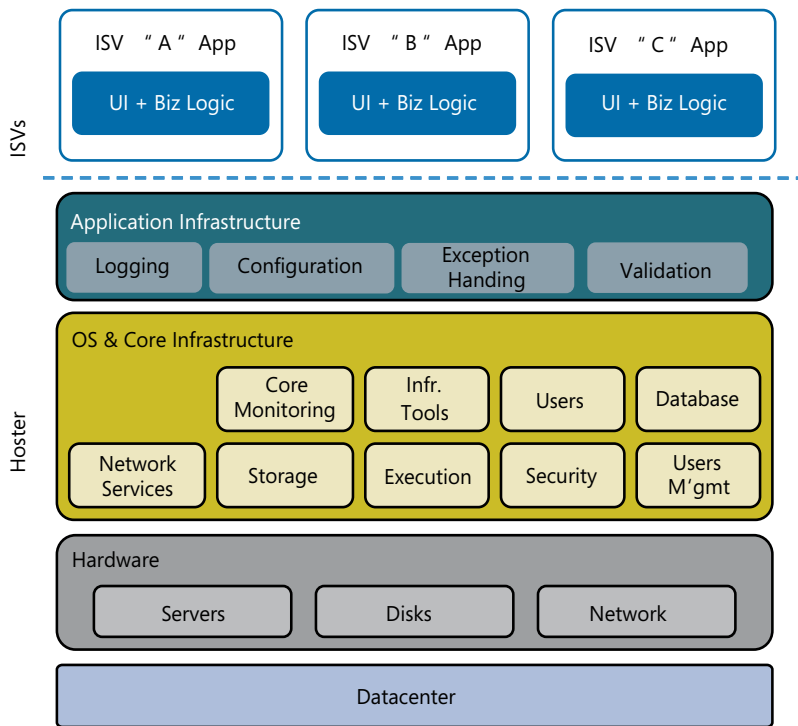 ISV “ A “ App
ISV “ B “ App
ISV “ C “ App
UI + Biz Logic
UI + Biz Logic
UI + Biz Logic
ISVs
Application Infrastructure
Logging
Configuration
Exception
Handing
Validation
Hoster
OS & Core Infrastructure
Core
Monitoring
Infr.
Tools
Users
Database
Network
Services
Storage
Execution
Security
Users
M‘gmt
Hardware
Servers
Disks
Network
Datacenter